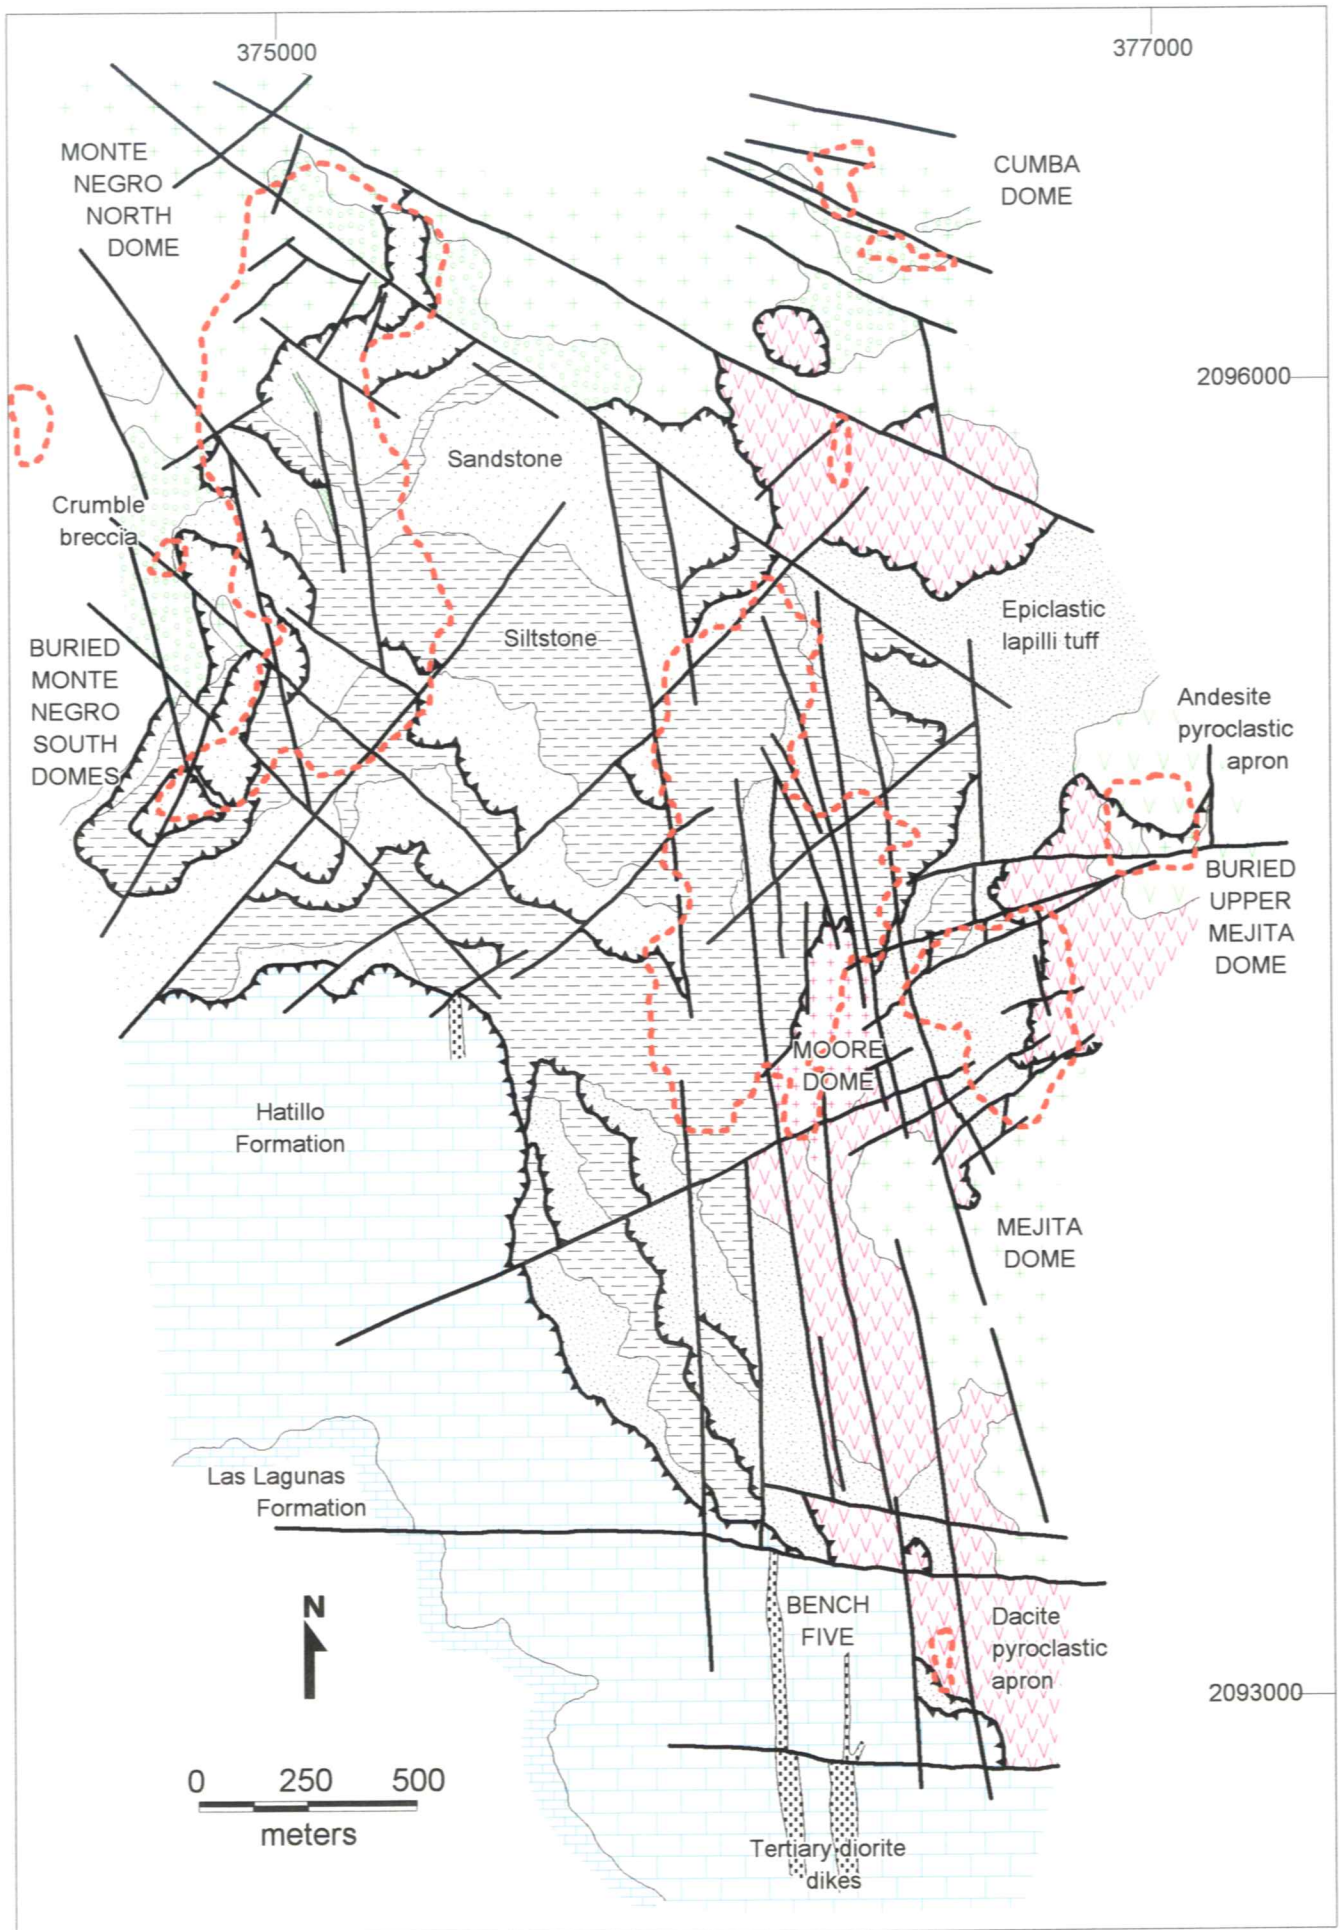 375000
377000
MONTE
NEGRO
NORTH
DOME
CUMBA
DOME
2096000
Sandstone
Crumble
breccia
Siltstone
Epiclastic
lapilli tuff
BURIED
MONTE
NEGRO
SOUTH
DOMES
Andesite
pyroclastic
apron
BURIED
UPPER
MEJITA
DOME
MOORE
DOME
Hatillo
Formation
MEJITA
DOME
Las Lagunas
Formation
N
BENCH
FIVE
Dacite
pyroclastic
apron
2093000
0 250 500
meters
Tertiary diorite
dikes